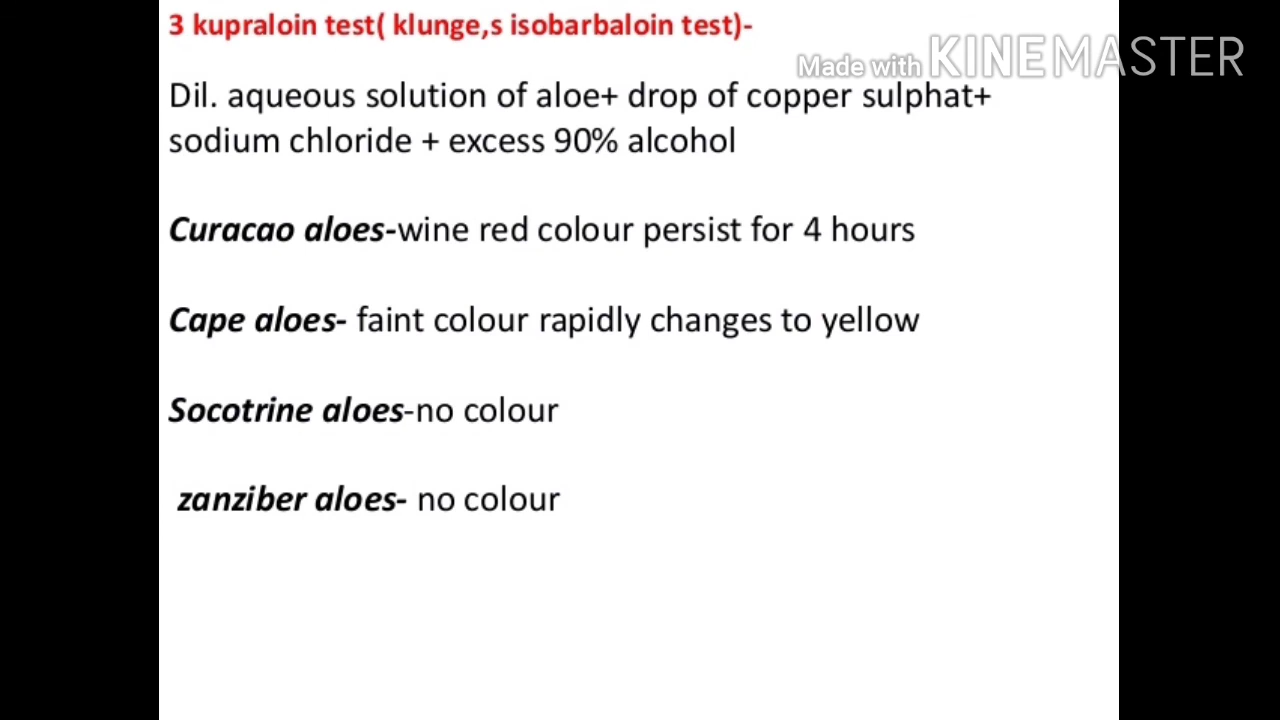 3 kupraloin test( klunge,s isobarbaloin test)-
Made with KINEMASTER
Dil. aqueous solution of aloe+ drop of copper sulphat+
sodium chloride + excess 90% alcohol
Curacao aloes-wine red colour persist for 4 hours
Cape aloes- faint colour rapidly changes to yellow
Socotrine aloes-no colour
zanziber aloes- no colour